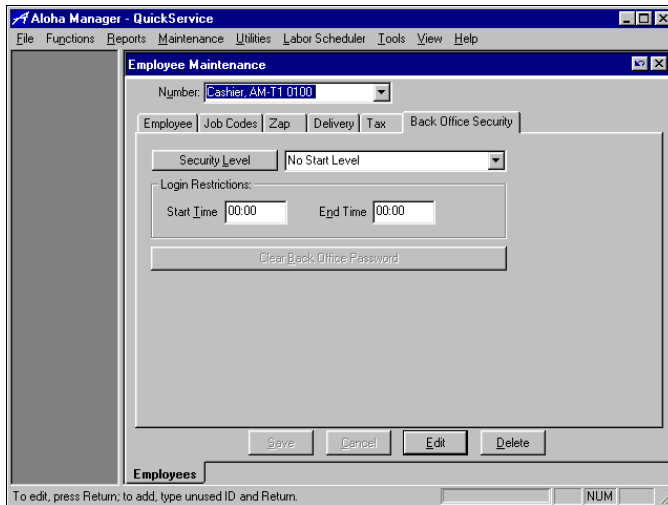 Aloha Manager - QuickService
File Functions Reports Maintenance Utilities Labor Scheduler Tools View Help
Employee Maintenance
Number: Cashier, AM-T1 0100
Employee Job Codes Zap Delivery Tax Back Office Security
Security Level No Start Level
Login Restrictions:
Start Time 00:00 End Time 00:00
Clear Back Office Password
Save Cancel Edit Delete
Employees
To edit, press Return; to add, type unused ID and Return. NUM